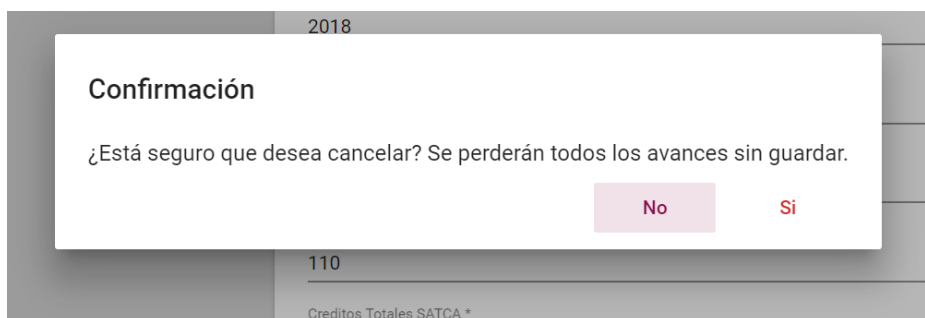 2018
Confirmación
¿Está seguro que desea cancelar? Se perderán todos los avances sin guardar.
No
Si
110
Creditos Totales SATCA *